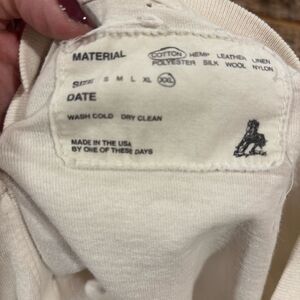 MATERIAL COTTON HEMP LEATHER LINEN
POLYESTER SILK WOOL NYLON
SIZE S M L XL XXL
DATE
WASH COLD DRY CLEAN
MADE IN THE USA
BY ONE OF THESE DAYS